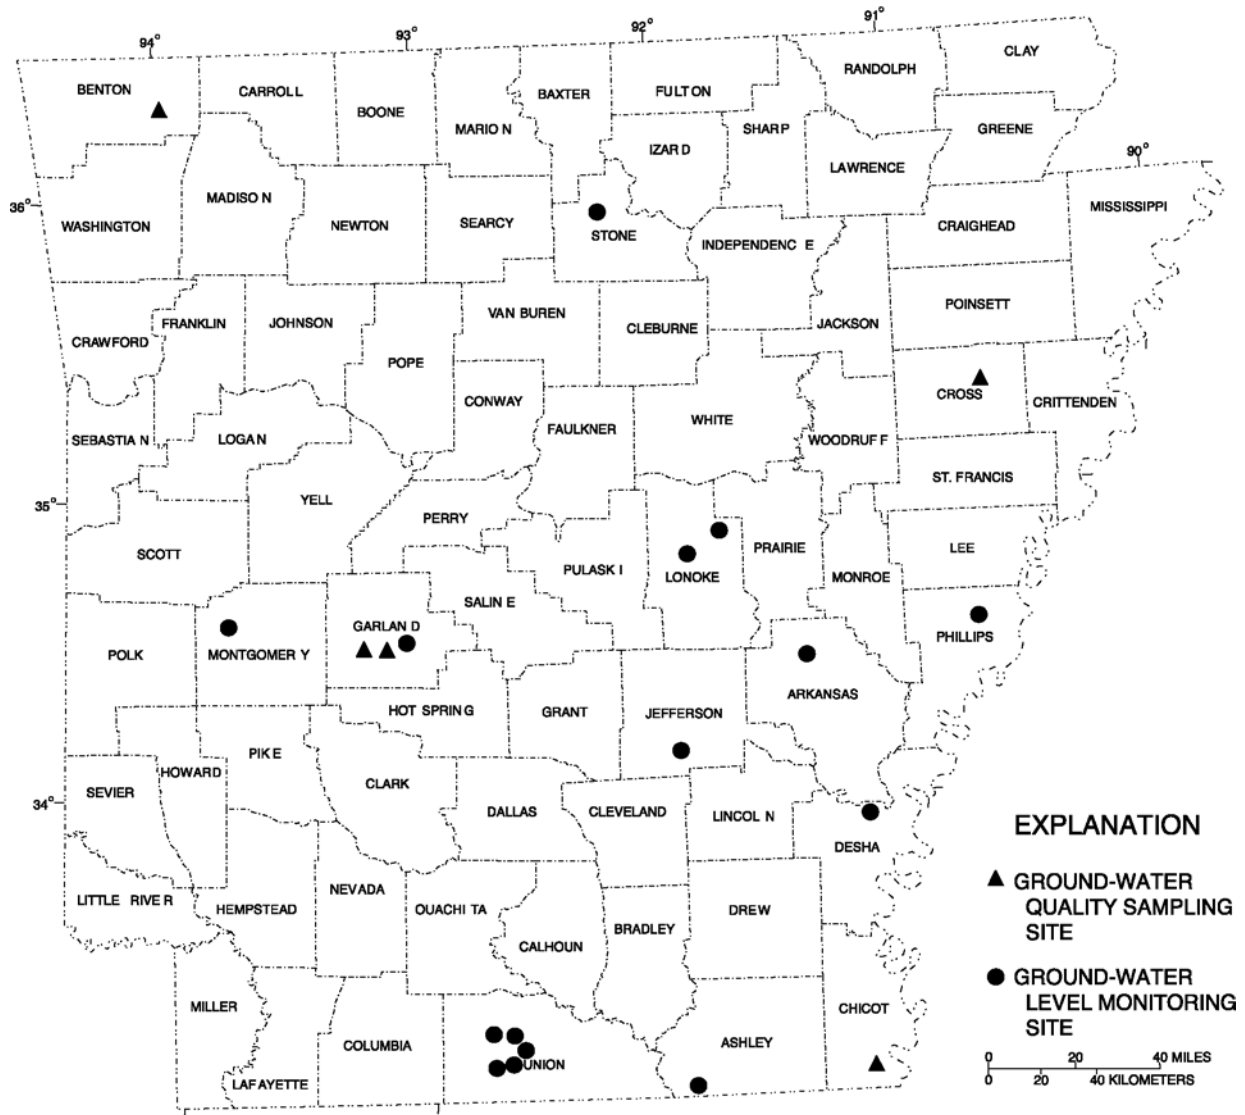 94°
93°
92°
91°
BENTON
CARROLL
BOONE
MARION
BAXTER
FULTON
RANDOLPH
CLAY
SHARP
GREENE
IZARD
LAWRENCE
90°
36°
WASHINGTON
MADISON
NEWTON
SEARCY
STONE
INDEPENDENCE
CRAIGHEAD
MISSISSIPPI
CRAWFORD
FRANKLIN
JOHNSON
POPE
VAN BUREN
CLEBURNE
JACKSON
POINSETT
SEBASTIAN
LOGAN
CONWAY
FAULKNER
WHITE
WOODRUFF
CROSS
CRITTENDEN
35°
YELL
PERRY
ST. FRANCIS
SCOTT
PULASKI
LONOKE
PRAIRIE
MONROE
LEE
POLK
MONTGOMERY
GARLAND
SALINE
PHILLIPS
HOT SPRING
GRANT
JEFFERSON
ARKANSAS
34°
SEVIER
HOWARD
PIKE
CLARK
DALLAS
CLEVELAND
LINCOLN
DESHA
LITTLE RIVER
HEMPSTEAD
NEVADA
OUACHITA
CALHOUN
BRADLEY
DREW
MILLER
LAFAYETTE
COLUMBIA
UNION
ASHLEY
CHICOT
EXPLANATION
GROUND-WATER
QUALITY SAMPLING
SITE
GROUND-WATER
LEVEL MONITORING
SITE
0 20 40 MILES
0 20 40 KILOMETERS